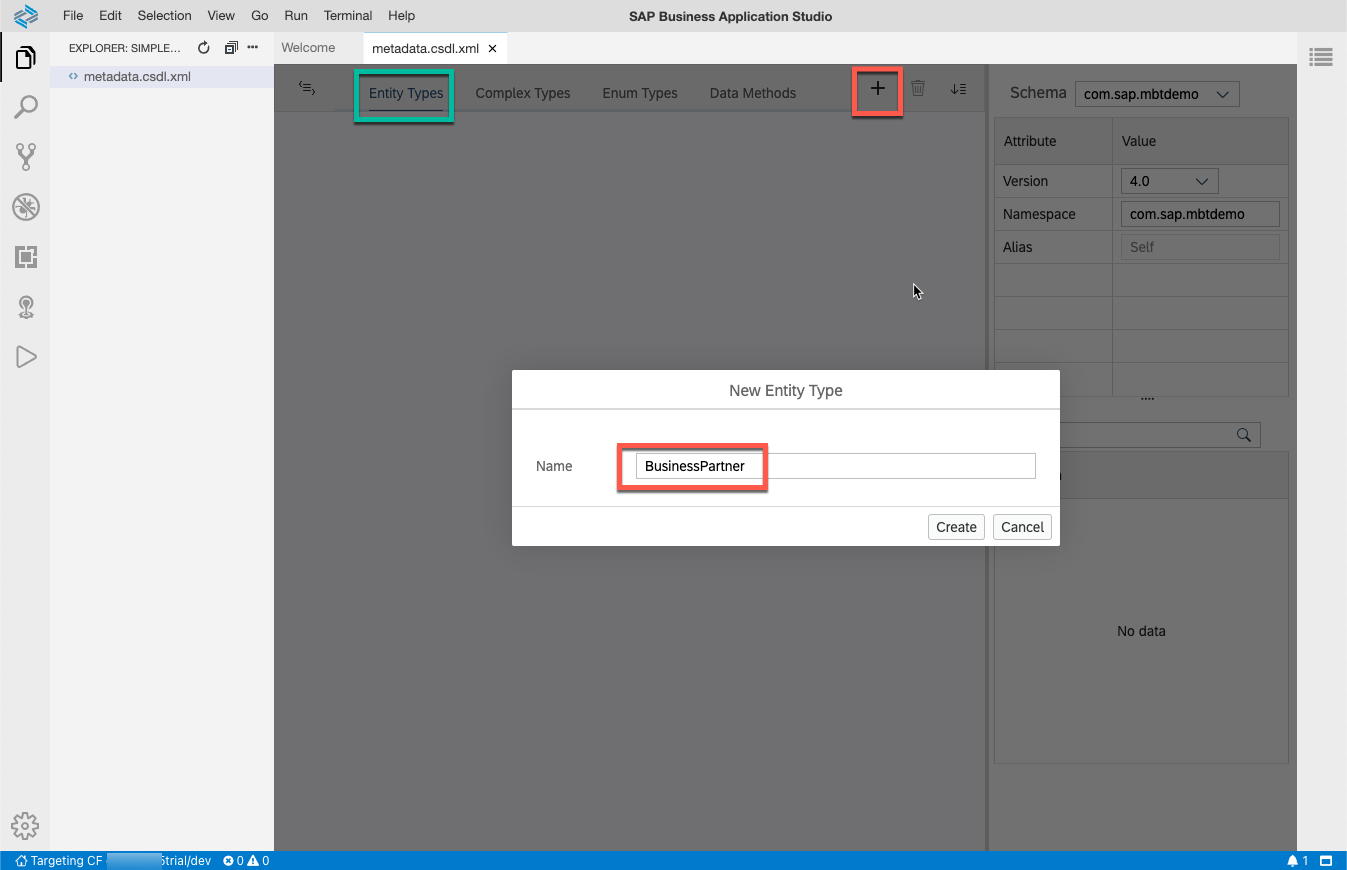 File Edit Selection View Go Run Terminal Help
SAP Business Application Studio
EXPLORER: SIMPLE...
Welcome
metadata.csdl.xml
metadata.csdl.xml
Entity Types
Complex Types
Enum Types
Data Methods
Schema
com.sap.mbtdemo
Attribute Value
Version 4.0
Namespace com.sap.mbtdemo
Alias Self
New Entity Type
Name
BusinessPartner
Create
Cancel
No data
Targeting CF
trial/dev
0
0
1